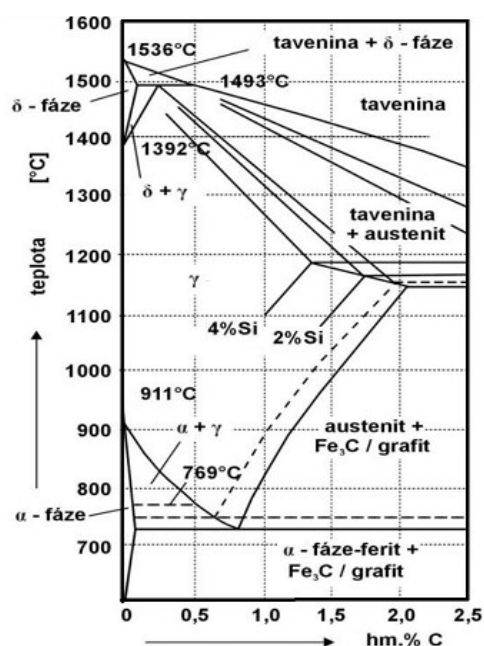 1600
1536°C
tavenina + δ - fáze
1500
1493°C
δ - fáze
tavenina
1400
[°C]
1392°C
δ + γ
1300
tavenina
+ austenit
1200
teplota
γ
1100
4%Si
2%Si
1000
911°C
900
austenit +
Fe₃C / grafit
α + γ
800
769°C
α - fáze
700
α - fáze-ferit +
Fe₃C / grafit
0
0,5
1,0
1,5
2,0
2,5
hm.% C